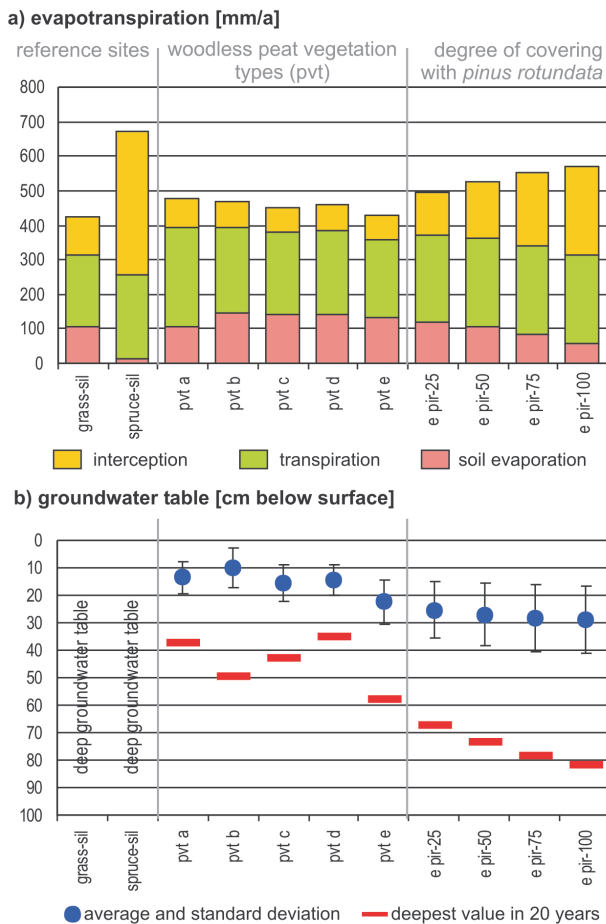 a) evapotranspiration [mm/a]
reference sites
woodless peat vegetation
types (pvt)
degree of covering
with pinus rotundata
800
700
600
500
400
300
200
100
0
grass-sil
spruce-sil
pvt a
pvt b
pvt c
pvt d
pvt e
e pir-25
e pir-50
e pir-75
e pir-100
interception
transpiration
soil evaporation
b) groundwater table [cm below surface]
0
10
20
30
40
50
60
70
80
90
100
deep groundwater table
deep groundwater table
grass-sil
spruce-sil
pvt a
pvt b
pvt c
pvt d
pvt e
e pir-25
e pir-50
e pir-75
e pir-100
average and standard deviation
deepest value in 20 years